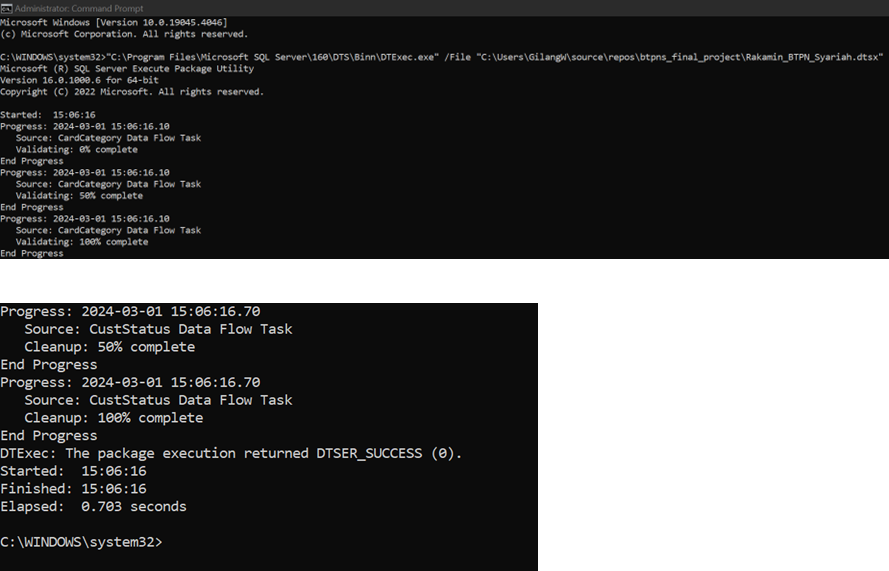 Administrator: Command Prompt
Microsoft Windows [Version 10.0.19045.4046]
(c) Microsoft Corporation. All rights reserved.
C:\WINDOWS\system32>"C:\Program Files\Microsoft SQL Server\160\DTS\Binn\DTExec.exe" /File "C:\Users\GilangW\source\repos\btpns_final_project\Rakamin_BTPN_Syariah.dtsx"
Microsoft (R) SQL Server Execute Package Utility
Version 16.0.1000.6 for 64-bit
Copyright (C) 2022 Microsoft. All rights reserved.
Started:  15:06:16
Progress: 2024-03-01 15:06:16.10
   Source: CardCategory Data Flow Task
   Validating: 0% complete
End Progress
Progress: 2024-03-01 15:06:16.10
   Source: CardCategory Data Flow Task
   Validating: 50% complete
End Progress
Progress: 2024-03-01 15:06:16.10
   Source: CardCategory Data Flow Task
   Validating: 100% complete
End Progress
Progress: 2024-03-01 15:06:16.70
   Source: CustStatus Data Flow Task
   Cleanup: 50% complete
End Progress
Progress: 2024-03-01 15:06:16.70
   Source: CustStatus Data Flow Task
   Cleanup: 100% complete
End Progress
DTExec: The package execution returned DTSER_SUCCESS (0).
Started:  15:06:16
Finished: 15:06:16
Elapsed:  0.703 seconds
C:\WINDOWS\system32>